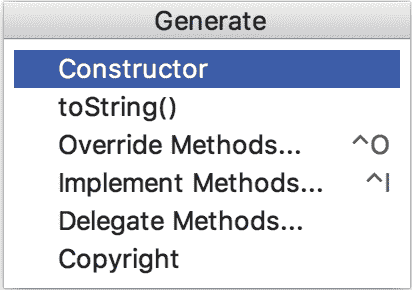 Generate
Constructor
toString()
Override Methods... ^O
Implement Methods... ^I
Delegate Methods...
Copyright